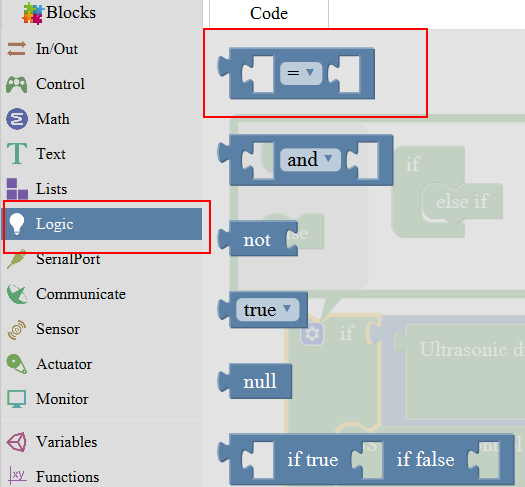 Blocks
Code
In/Out
Control
Math
Text
Lists
Logic
SerialPort
Communicate
Sensor
Actuator
Monitor
Variables
Functions
=
and
not
true
null
if true if false
if
else if
if
Ultrasonic d